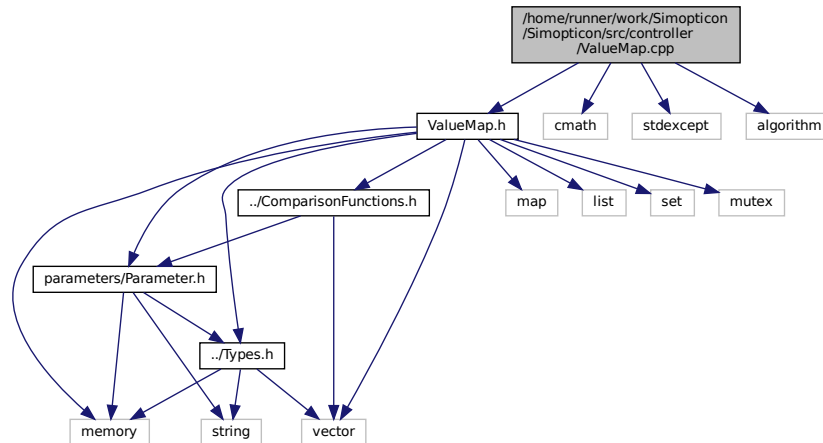 /home/runner/work/Simopticon
/Simopticon/src/controller
/ValueMap.cpp
ValueMap.h
cmath
stdexcept
algorithm
../ComparisonFunctions.h
map
list
set
mutex
parameters/Parameter.h
../Types.h
memory
string
vector